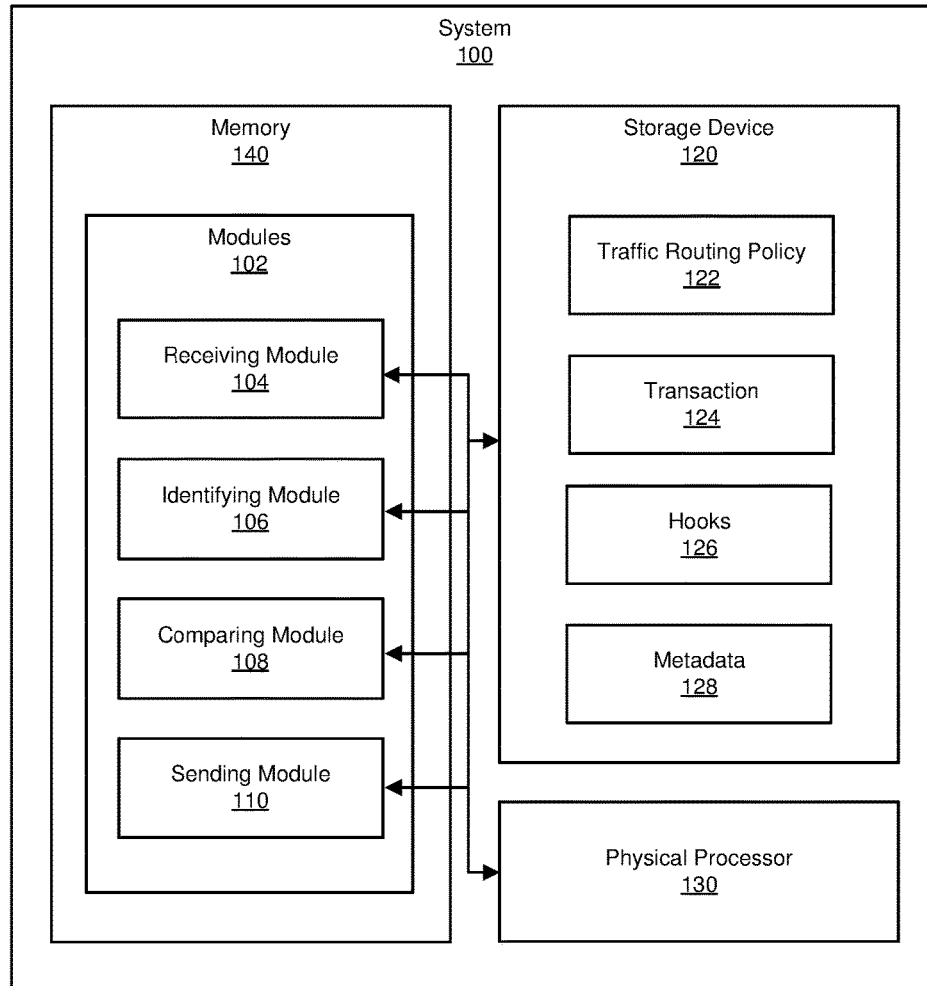 System
100
Memory
140
Modules
102
Receiving Module
104
Identifying Module
106
Comparing Module
108
Sending Module
110
Storage Device
120
Traffic Routing Policy
122
Transaction
124
Hooks
126
Metadada
128
Physical Processor
130